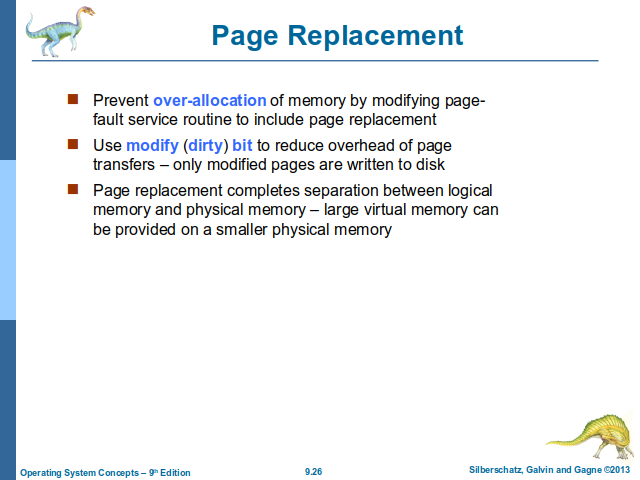 Page Replacement
Prevent over-allocation of memory by modifying page-
fault service routine to include page replacement
Use modify (dirty) bit to reduce overhead of page
transfers – only modified pages are written to disk
Page replacement completes separation between logical
memory and physical memory – large virtual memory can
be provided on a smaller physical memory
Operating System Concepts – 9th Edition
9.26
Silberschatz, Galvin and Gagne ©2013